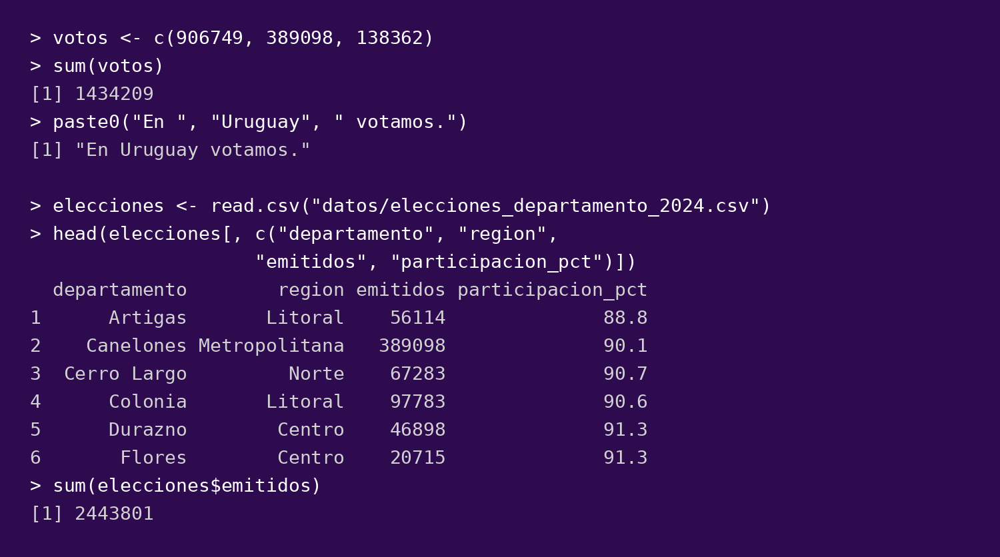 > votos <- c(906749, 389098, 138362)
> sum(votos)
[1] 1434209
> paste0("En ", "Uruguay", " votamos.")
[1] "En Uruguay votamos."

> elecciones <- read.csv("datos/elecciones_departamento_2024.csv")
> head(elecciones[, c("departamento", "region",
                    "emitidos", "participacion_pct")])
  departamento        region emitidos participacion_pct
1      Artigas       Litoral    56114              88.8
2    Canelones Metropolitana   389098              90.1
3  Cerro Largo         Norte    67283              90.7
4      Colonia       Litoral    97783              90.6
5      Durazno        Centro    46898              91.3
6       Flores        Centro    20715              91.3
> sum(elecciones$emitidos)
[1] 2443801